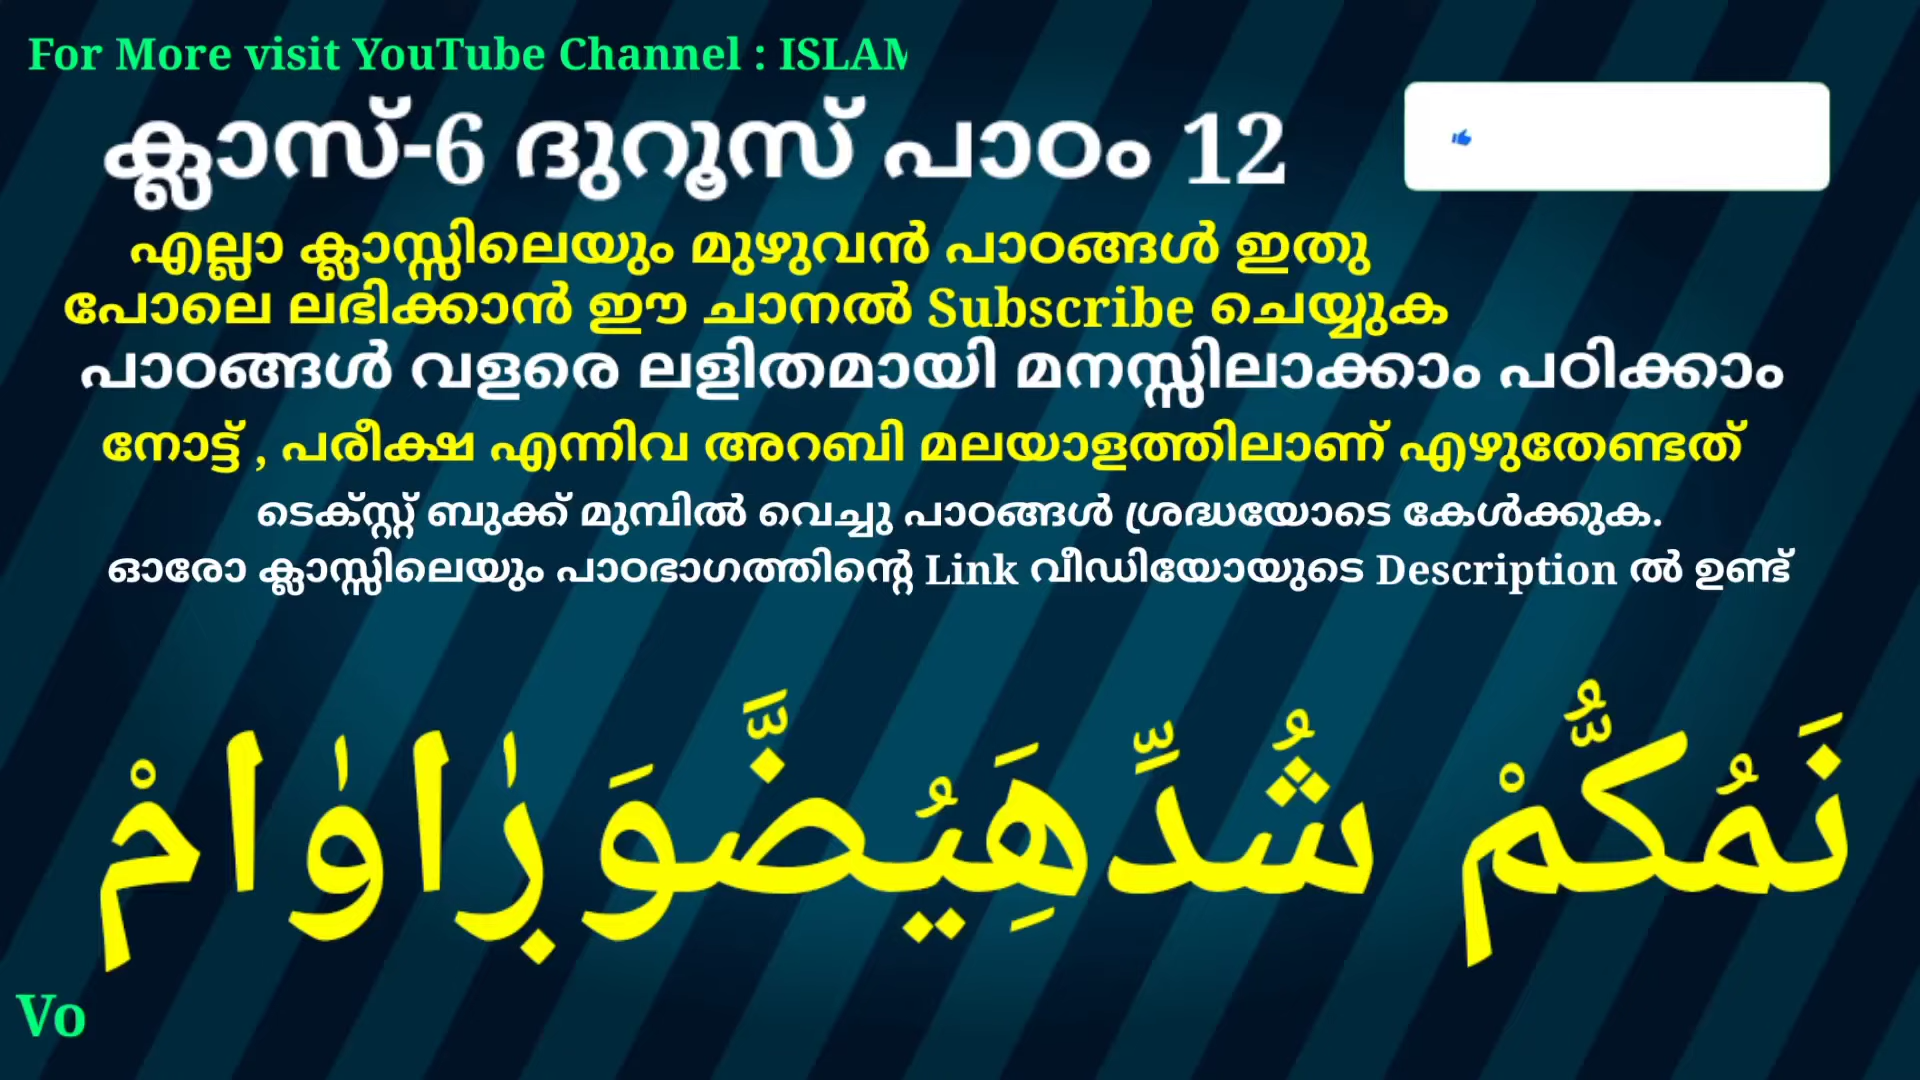 For More visit YouTube Channel : ISLAM
ക്ലാസ്-6 ദുറൂസ് പാഠം 12
എല്ലാ ക്ലാസ്സിലെയും മുഴുവൻ പാഠങ്ങൾ ഇതു
പോലെ ലഭിക്കാൻ ഈ ചാനൽ Subscribe ചെയ്യുക
പാഠങ്ങൾ വളരെ ലളിതമായി മനസ്സിലാക്കാം പഠിക്കാം
നോട്ട് , പരീക്ഷ എന്നിവ അറബി മലയാളത്തിലാണ് എഴുതേണ്ടത്
ടെക്സ്റ്റ് ബുക്ക് മുമ്പിൽ വെച്ചു പാഠങ്ങൾ ശ്രദ്ധയോടെ കേൾക്കുക.
ഓരോ ക്ലാസ്സിലെയും പാഠഭാഗത്തിന്റെ Link വീഡിയോയുടെ Description ൽ ഉണ്ട്
نَمُكُّمْ شُدِّهِيُضَّوَرٰاوٰامْ
Vo